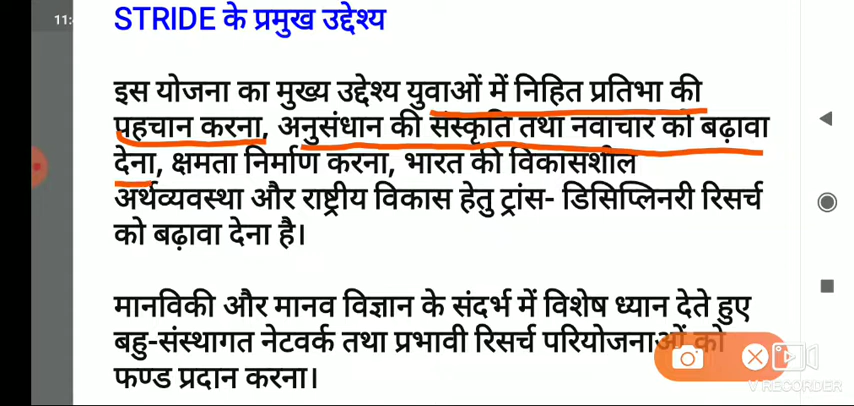 11:
STRIDE के प्रमुख उद्देश्य
इस योजना का मुख्य उद्देश्य युवाओं में निहित प्रतिभा की
पहचान करना, अनुसंधान की संस्कृति तथा नवाचार को बढ़ावा
देना, क्षमता निर्माण करना, भारत की विकासशील
अर्थव्यवस्था और राष्ट्रीय विकास हेतु ट्रांस- डिसिप्लिनरी रिसर्च
को बढ़ावा देना है।
मानविकी और मानव विज्ञान के संदर्भ में विशेष ध्यान देते हुए
बहु-संस्थागत नेटवर्क तथा प्रभावी रिसर्च परियोजनाओं को
फण्ड प्रदान करना।
V RECORDER